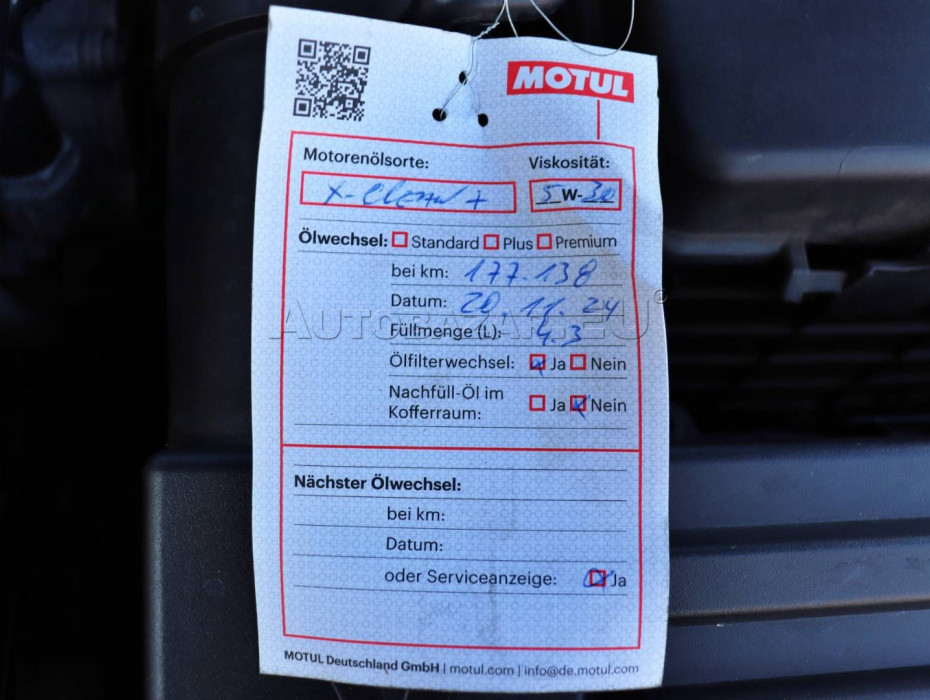 MOTUL
Motorenölsorte: Viskosität:
X-Clean + 5 W-30
Ölwechsel: Standard Plus Premium
bei km: 177.138
Datum: 20.11.24
AUTOBAZAR.EU®
Füllmenge (L): 4.3
Ölfilterwechsel: x Ja Nein
Nachfüll-Öl im
Kofferraum: Ja x Nein
Nächster Ölwechsel:
bei km:
Datum:
oder Serviceanzeige: x Ja
MOTUL Deutschland GmbH | motul.com | info@de.motul.com